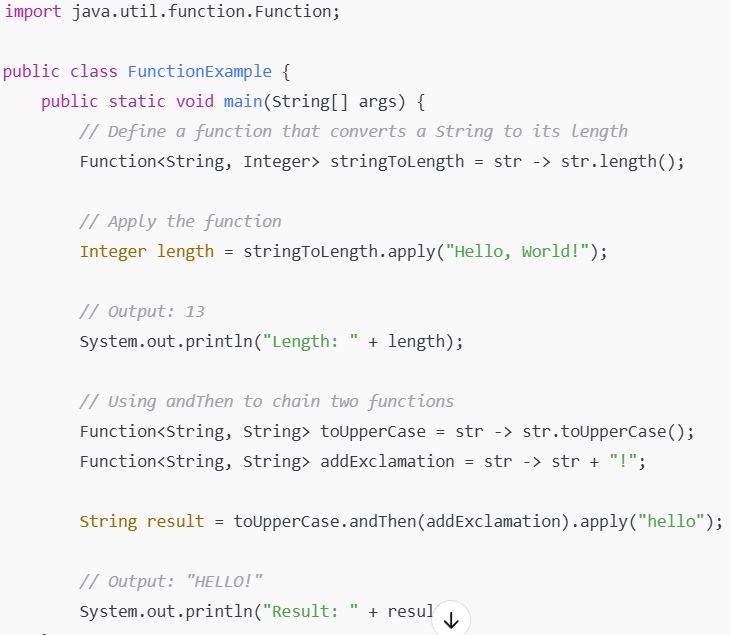 import java.util.function.Function;
public class FunctionExample {
public static void main(String[] args) {
// Define a function that converts a String to its length
Function<String, Integer> stringToLength = str -> str.length();
// Apply the function
Integer length = stringToLength.apply("Hello, World!");
// Output: 13
System.out.println("Length: " + length);
// Using andThen to chain two functions
Function<String, String> toUpperCase = str -> str.toUpperCase();
Function<String, String> addExclamation = str -> str + "!";
String result = toUpperCase.andThen(addExclamation).apply("hello");
// Output: "HELLO!"
System.out.println("Result: " +